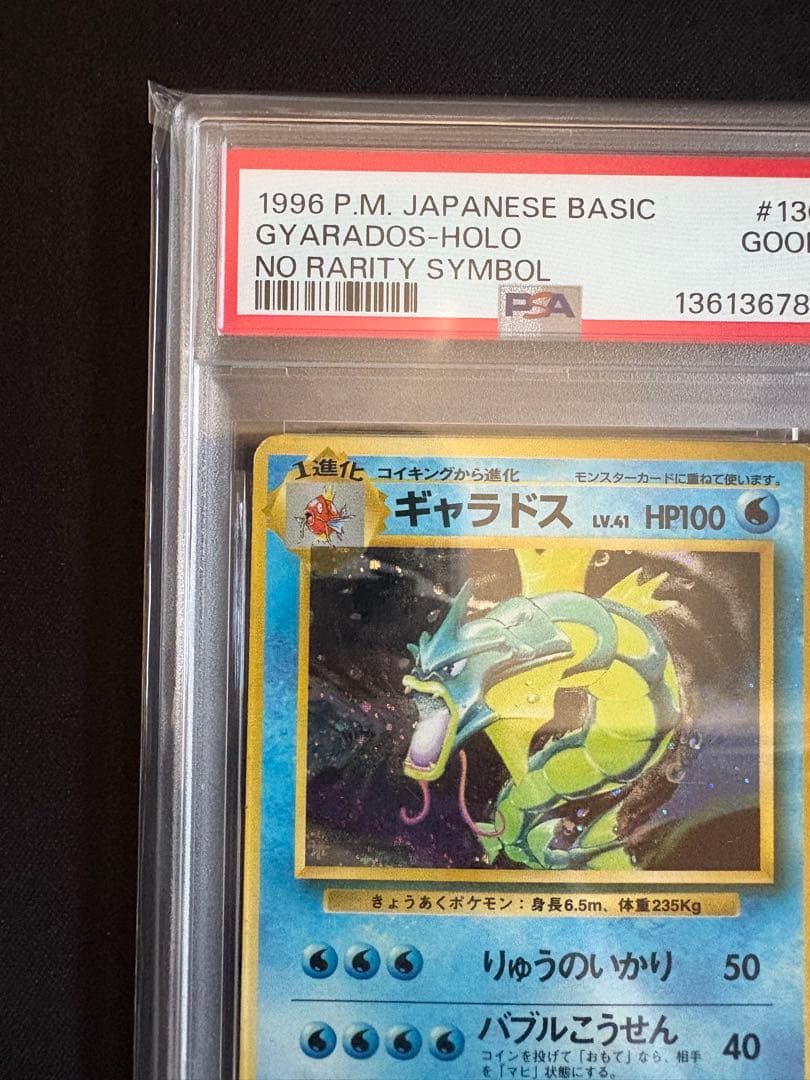 1996 P.M. JAPANESE BASIC #130
GYARADOS-HOLO GOOD
NO RARITY SYMBOL
PSA 13613678
1進化 コイキングから進化 モンスターカードに重ねて使います。
ギャラドス LV.41 HP100
きょうあくポケモン：身長6.5m、体重235Kg
りゅうのいかり 50
バブルこうせん 40
コインを投げて「おもて」なら、相手
を「マヒ」状態にする。